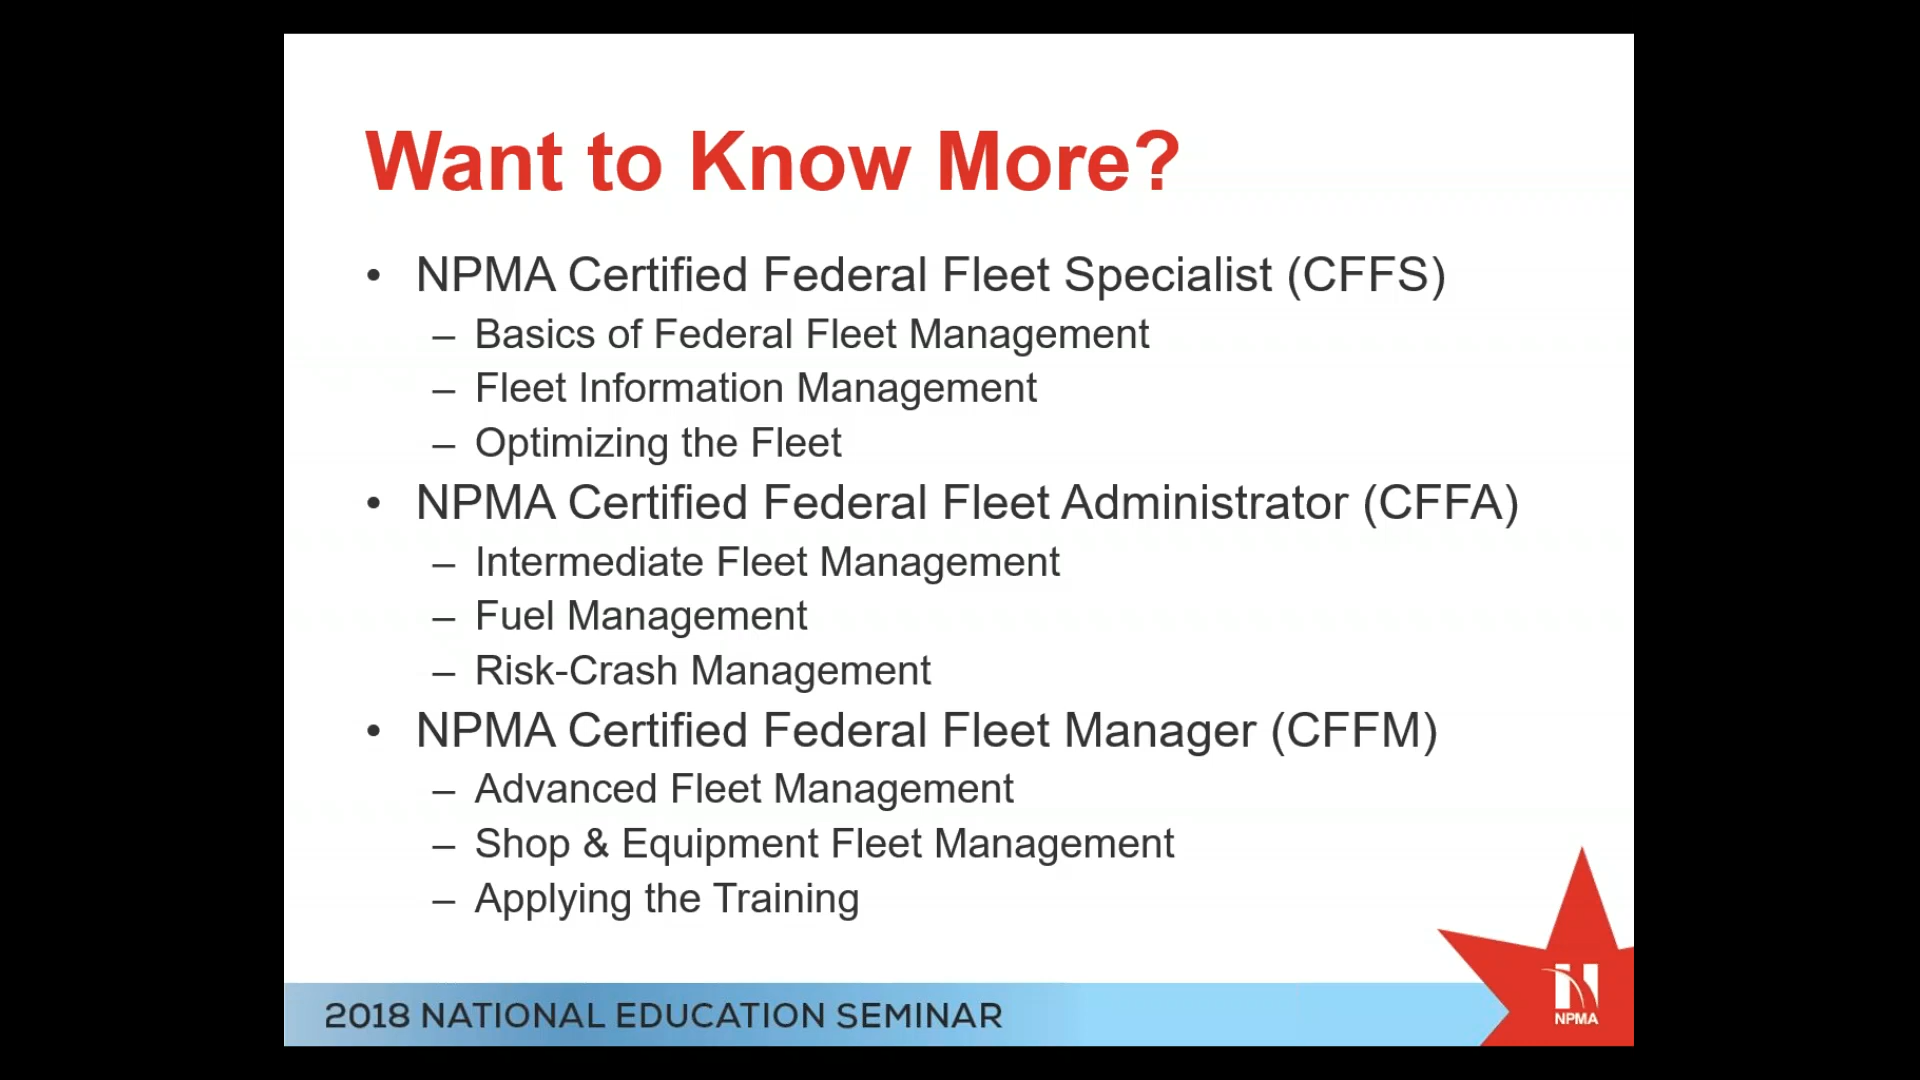 Want to Know More?
• NPMA Certified Federal Fleet Specialist (CFFS)
– Basics of Federal Fleet Management
– Fleet Information Management
– Optimizing the Fleet
• NPMA Certified Federal Fleet Administrator (CFFA)
– Intermediate Fleet Management
– Fuel Management
– Risk-Crash Management
• NPMA Certified Federal Fleet Manager (CFFM)
– Advanced Fleet Management
– Shop & Equipment Fleet Management
– Applying the Training
2018 NATIONAL EDUCATION SEMINAR
NPMA